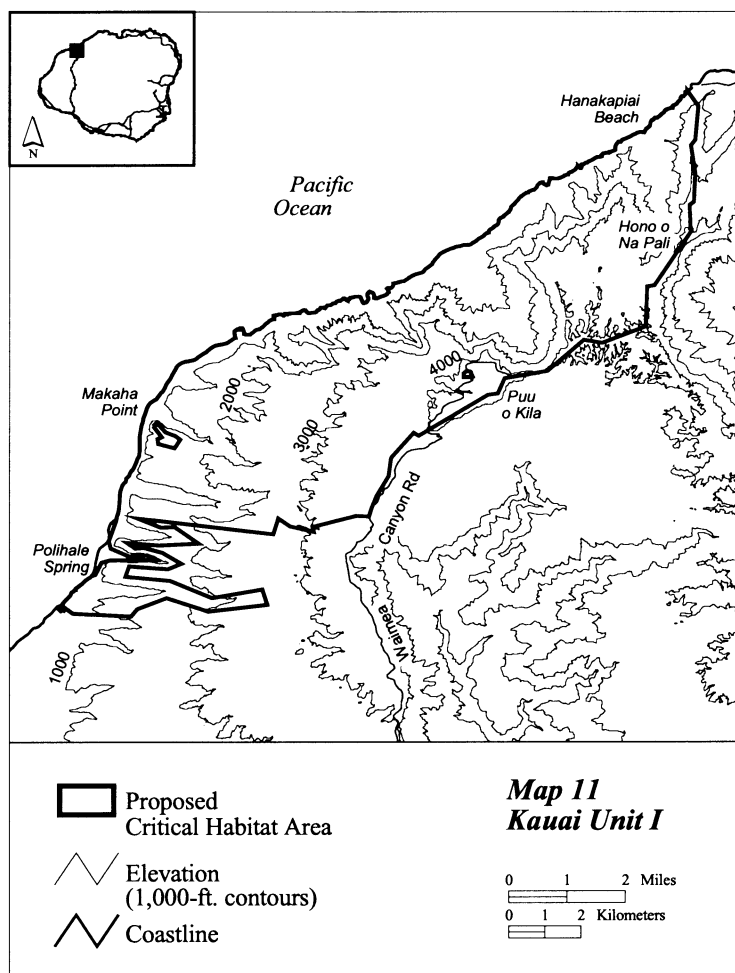 N
Hanakapiai
Beach
Pacific
Ocean
Hono o
Na Pali
4000
2000
Makaha
Point
Puu
o Kila
3000
Canyon Rd
Waimea
Polihale
Spring
1000
Proposed
Critical Habitat Area
Elevation
(1,000-ft. contours)
Coastline
Map 11
Kauai Unit I
0 1 2 Miles
0 1 2 Kilometers